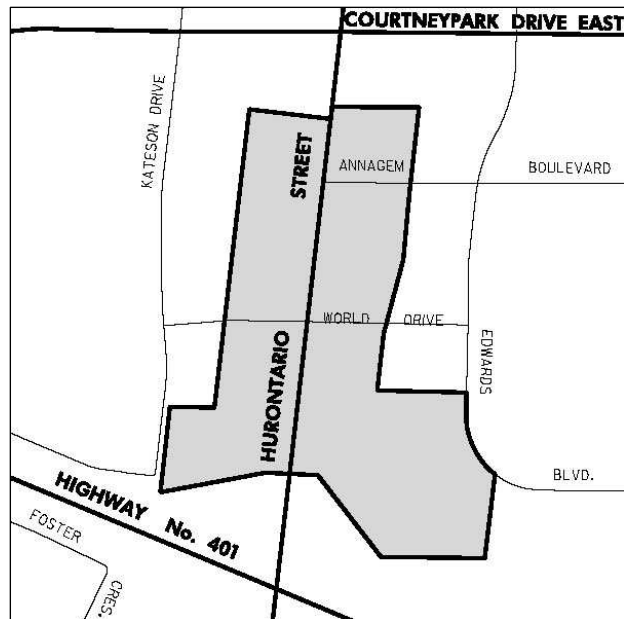 COURTNEYPARK DRIVE EAST
KATESON DRIVE
STREET
ANNAGEM
BOULEVARD
WORLD DRIVE
HURONTARIO
EDWARDS
BLVD.
HIGHWAY No. 401
FOSTER
CRES.